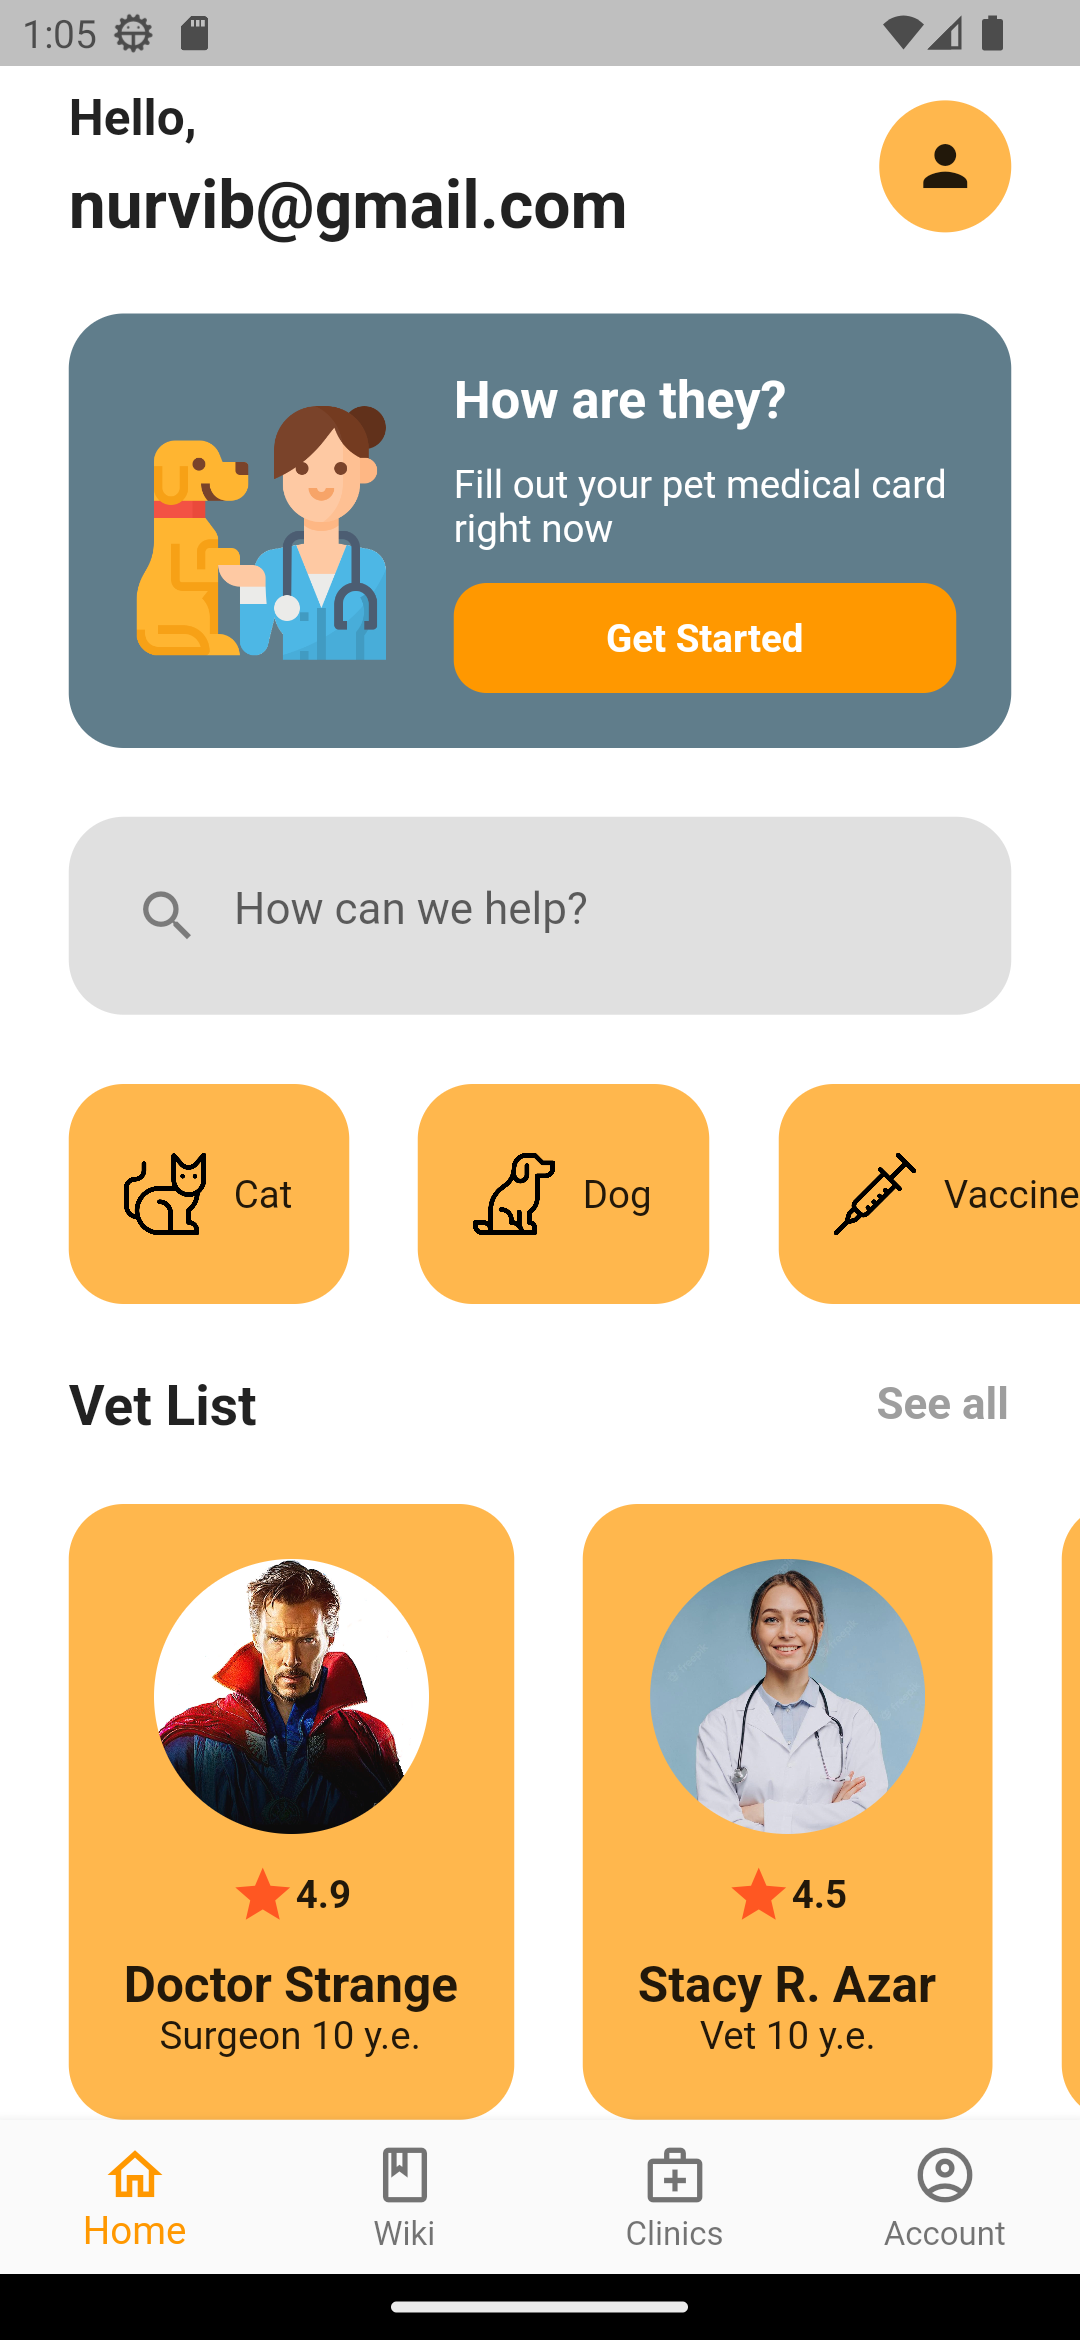 1:05
Hello,
nurvib@gmail.com
How are they?
Fill out your pet medical card
right now
Get Started
How can we help?
Cat
Dog
Vaccine
Vet List
See all
4.9
4.5
Doctor Strange
Stacy R. Azar
Surgeon 10 y.e.
Vet 10 y.e.
Home
Wiki
Clinics
Account